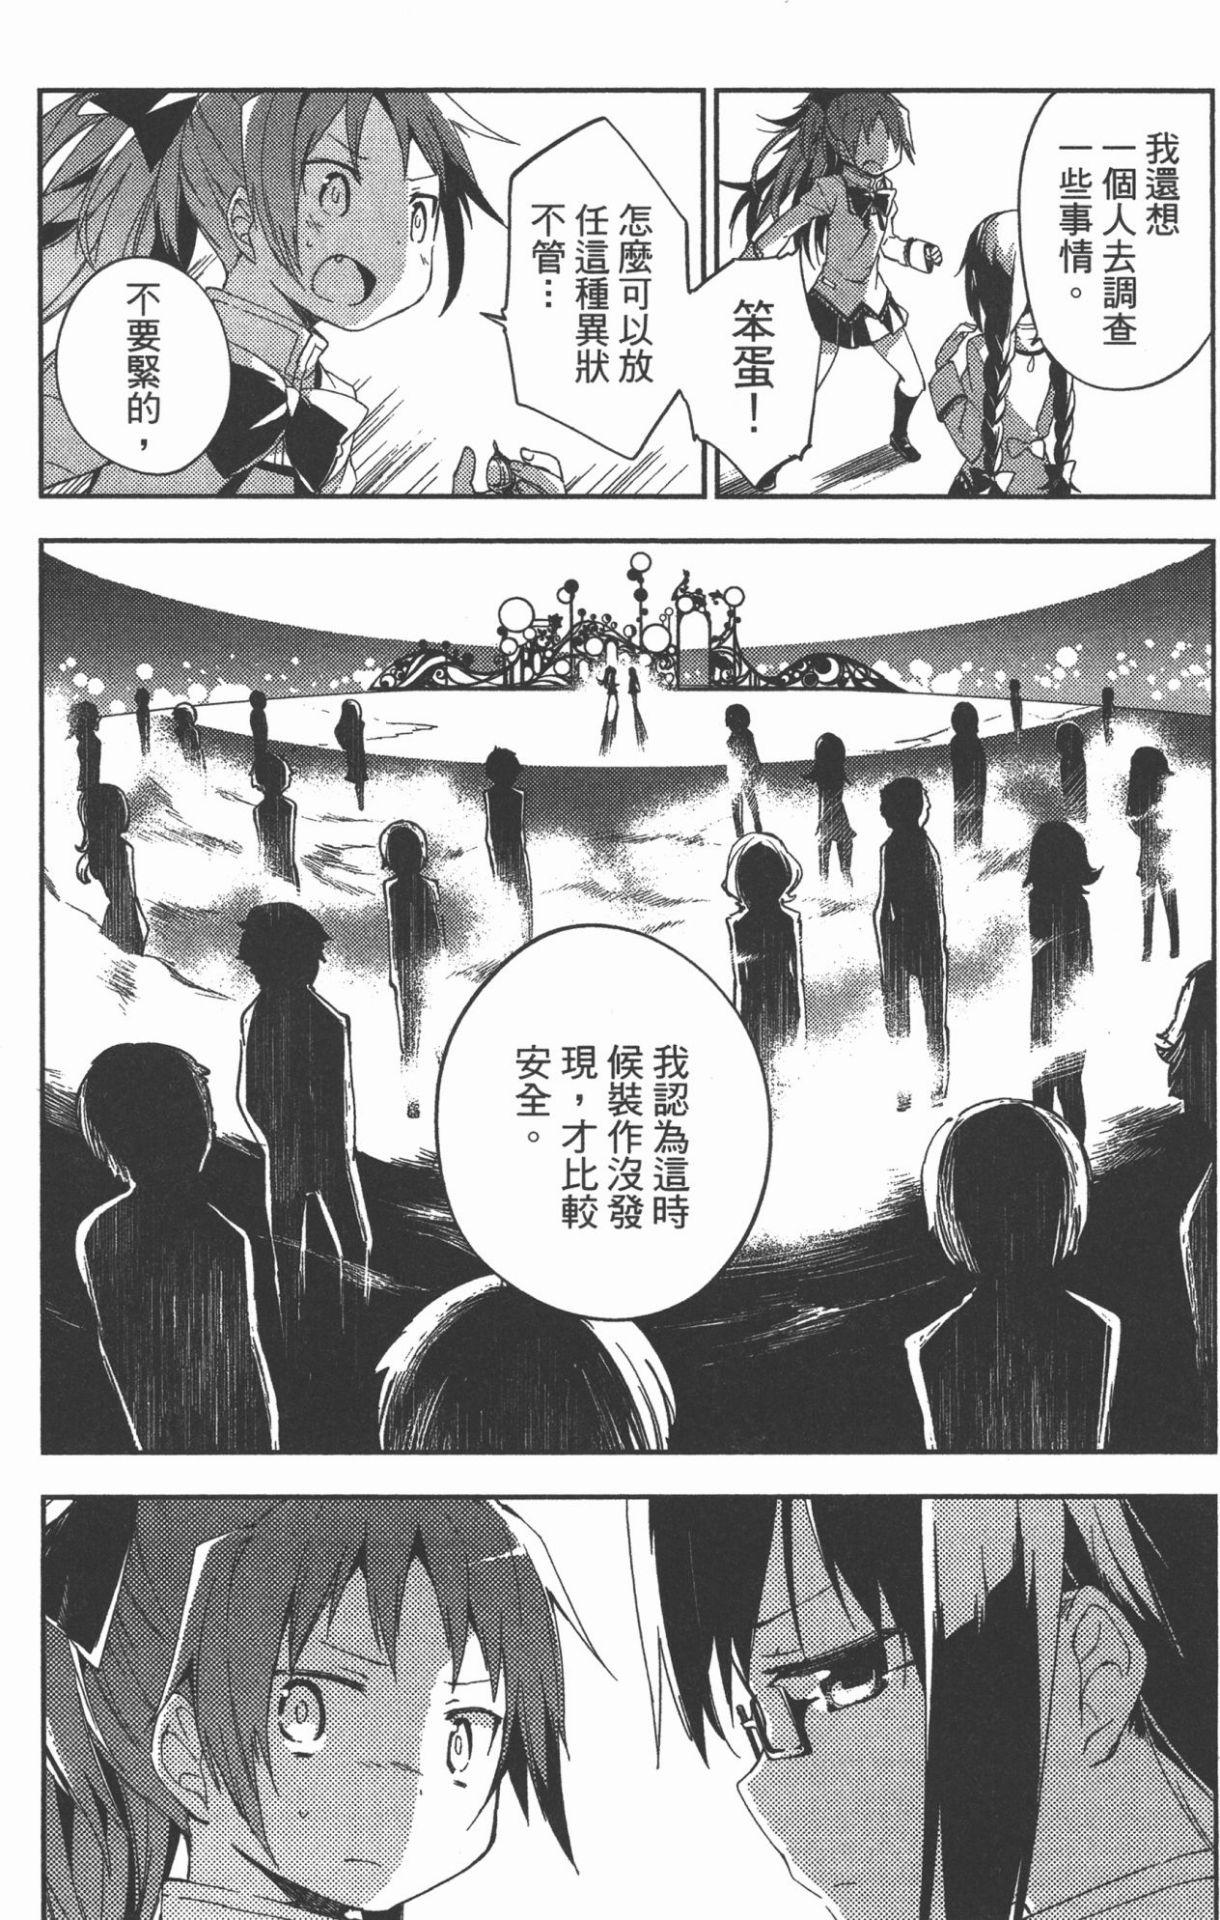 我還想
一個人去調查
一些事情。
笨蛋！
怎麼可以放
任這種異狀
不管…
不要緊的，
我認為這時
候裝作沒發
現，才比較
安全。